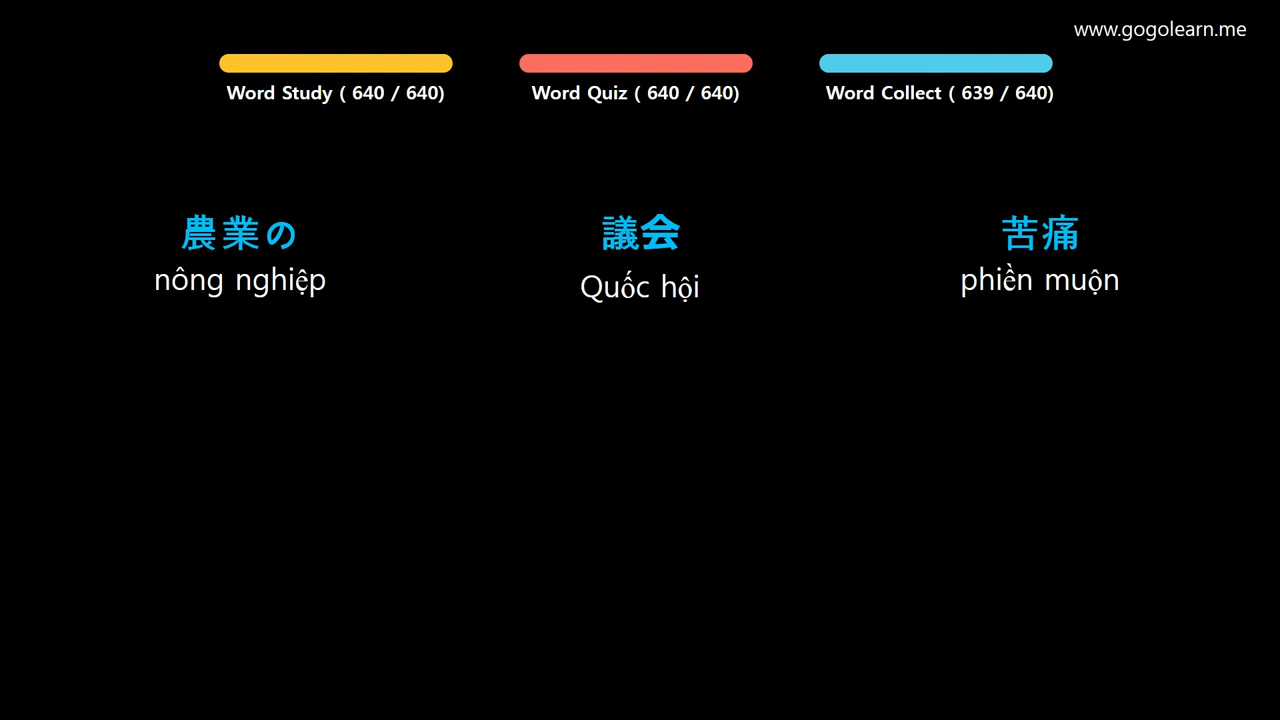 www.gogolearn.me
Word Study ( 640 / 640)
Word Quiz ( 640 / 640)
Word Collect ( 639 / 640)
農業の
nông nghiệp
議会
Quốc hội
苦痛
phiền muộn